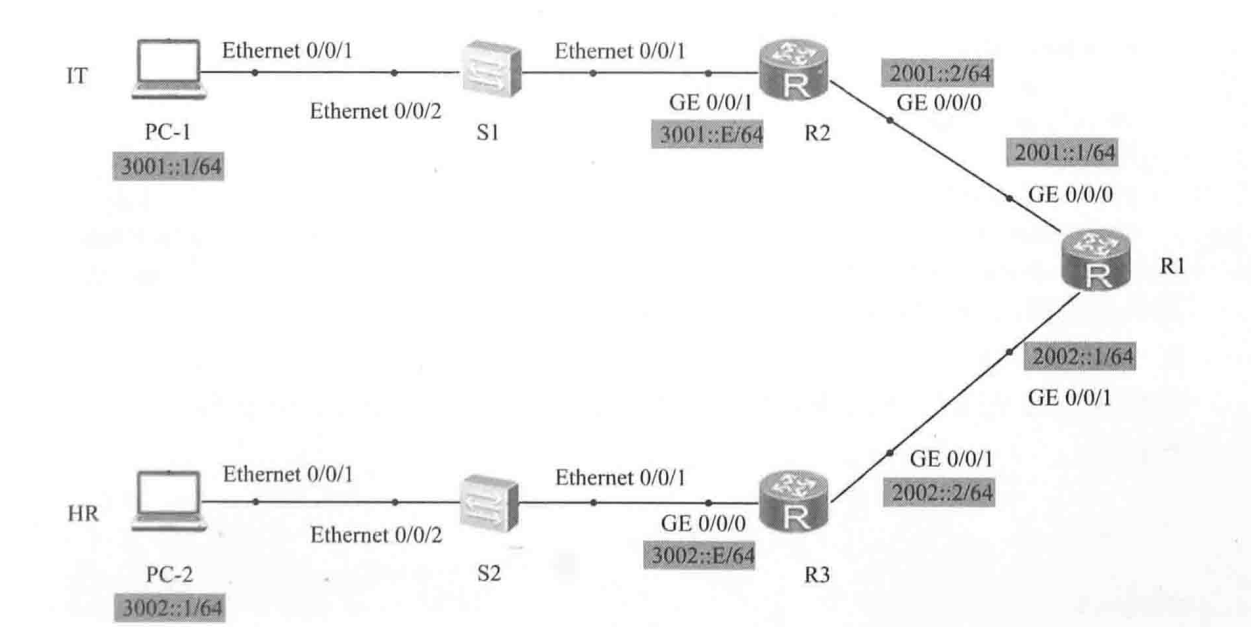 Ethernet 0/0/1
Ethernet 0/0/1
2001::2/64
IT
GE 0/0/1
GE 0/0/0
Ethernet 0/0/2
PC-1
S1
3001::E/64
R2
3001::1/64
2001::1/64
GE 0/0/0
R
R
R1
2002::1/64
GE 0/0/1
Ethernet 0/0/1
Ethernet 0/0/1
GE 0/0/1
2002::2/64
HR
R
Ethernet 0/0/2
GE 0/0/0
3002::E/64
PC-2
S2
R3
3002::1/64